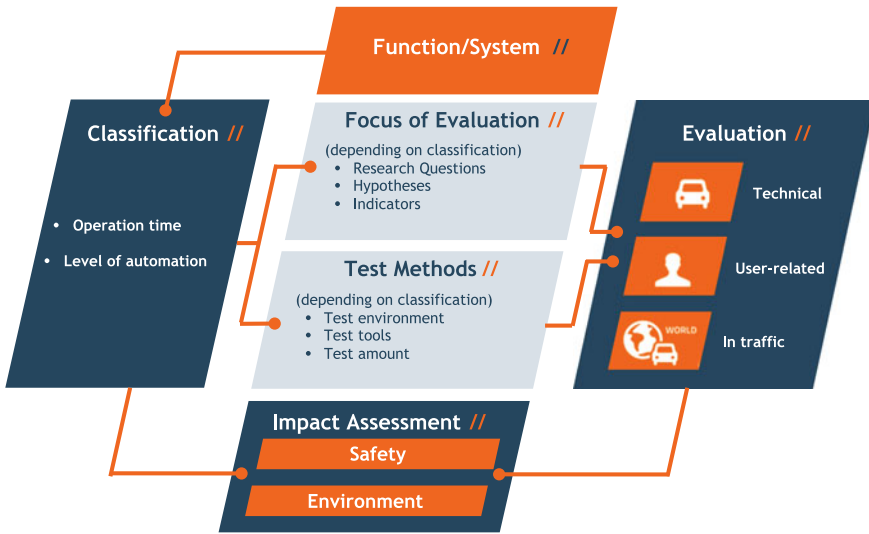 Function/System //
Classification //
• Operation time
• Level of automation
Focus of Evaluation //
(depending on classification)
• Research Questions
• Hypotheses
• Indicators
Test Methods //
(depending on classification)
• Test environment
• Test tools
• Test amount
Evaluation //
Technical
User-related
WORLD
In traffic
Impact Assessment //
Safety
Environment